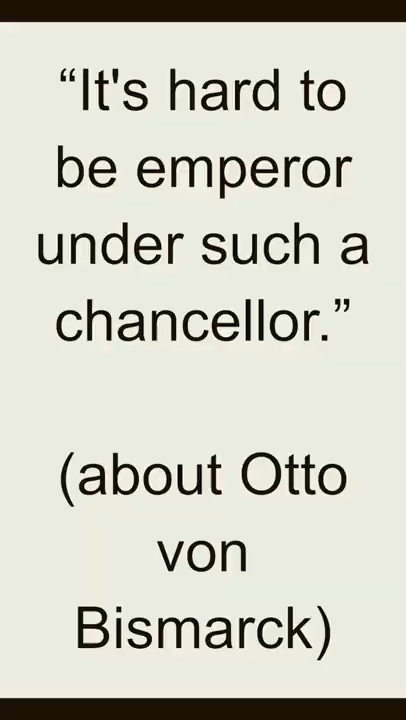 “It's hard to
be emperor
under such a
chancellor.”
(about Otto
von
Bismarck)